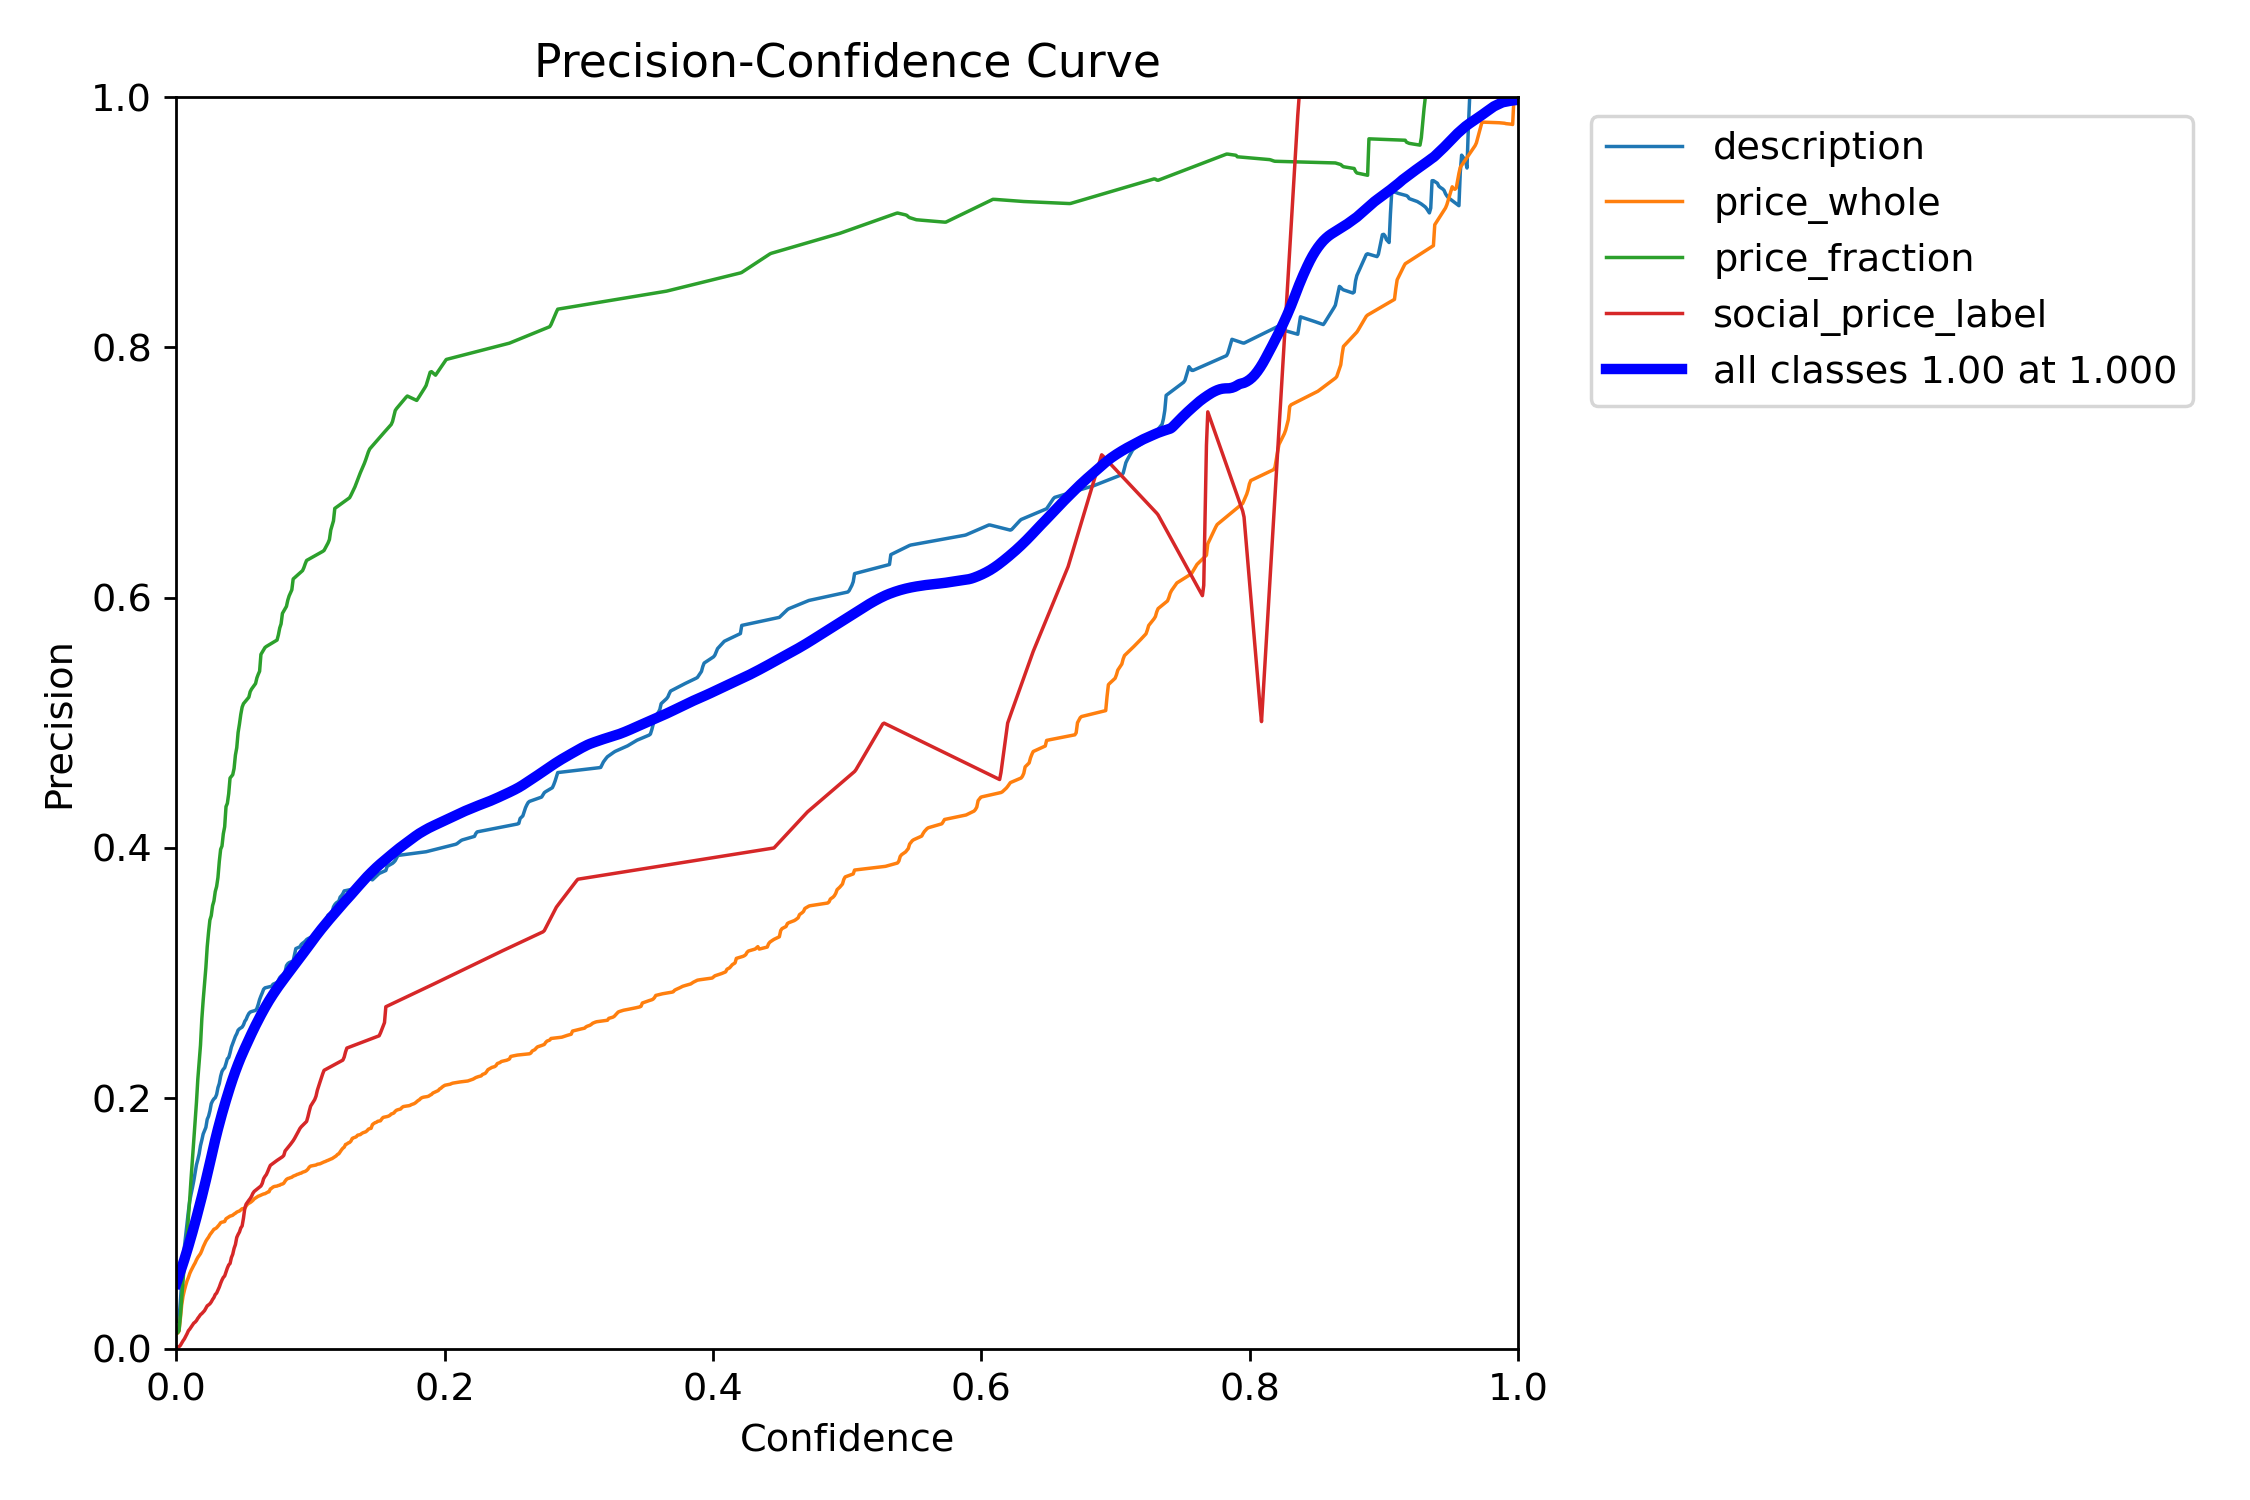 Precision-Confidence Curve
1.0
0.8
0.6
0.4
0.2
0.0
Precision
0.0 0.2 0.4 0.6 0.8 1.0
Confidence
description
price_whole
price_fraction
social_price_label
all classes 1.00 at 1.000